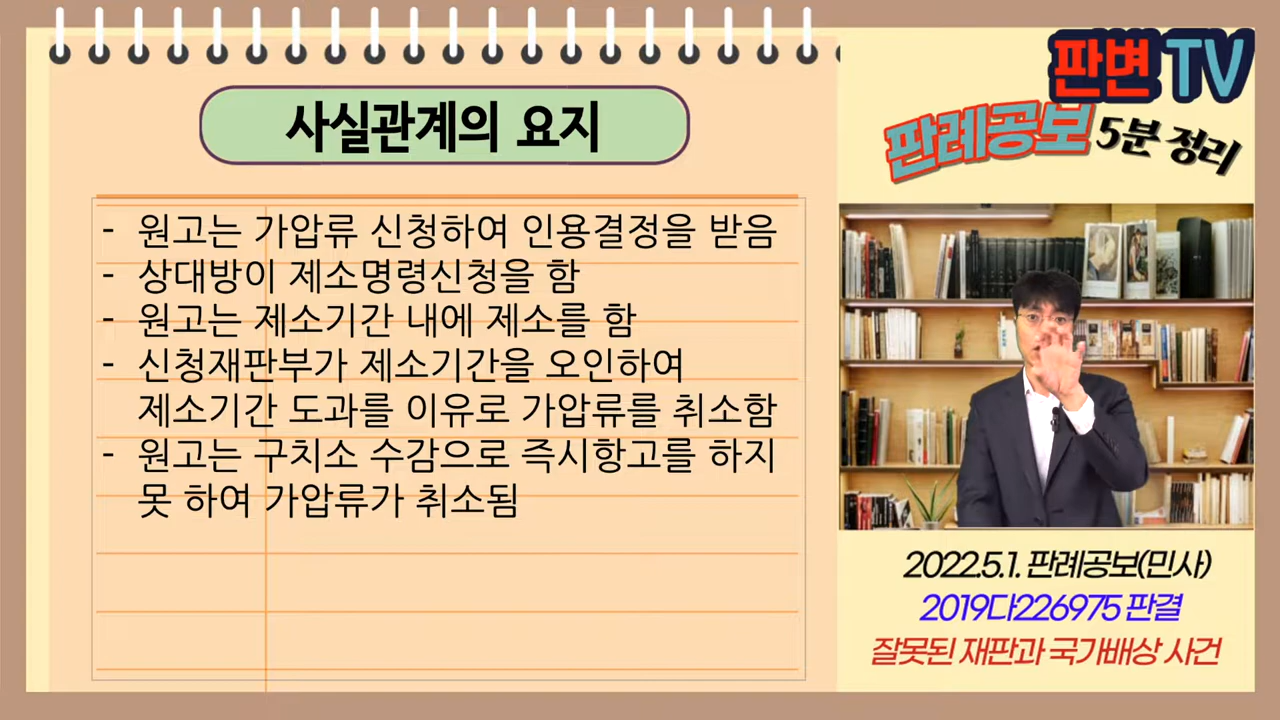 사실관계의 요지
- 원고는 가압류 신청하여 인용결정을 받음
- 상대방이 제소명령신청을 함
- 원고는 제소기간 내에 제소를 함
- 신청재판부가 제소기간을 오인하여
제소기간 도과를 이유로 가압류를 취소함
- 원고는 구치소 수감으로 즉시항고를 하지
못 하여 가압류가 취소됨
판변 TV
판례공보 5분 정리
2022.5.1. 판례공보(민사)
2019다226975 판결
잘못된 재판과 국가배상 사건